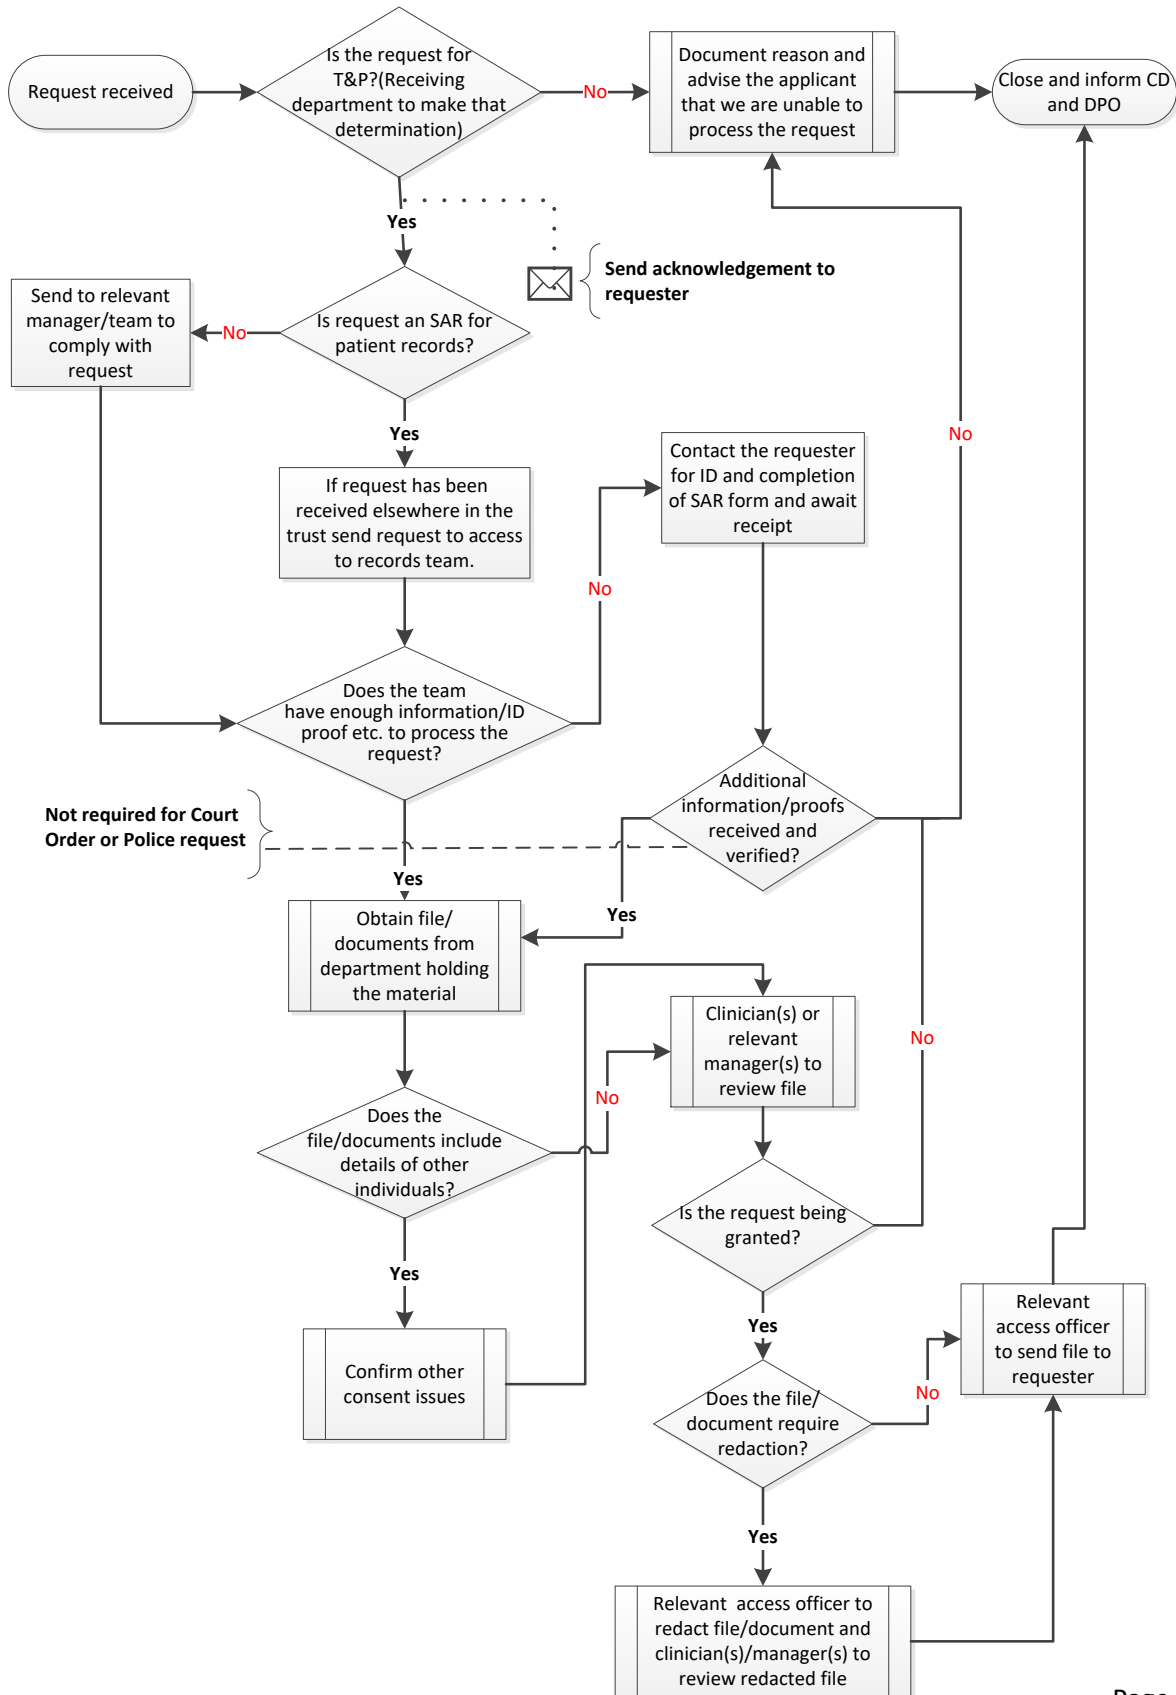 Request received
Is the request for
T&P?(Receiving
department to make that
determination)
No
Document reason and
advise the applicant
that we are unable to
process the request
Close and inform CD
and DPO
Yes
Send acknowledgement to
requester
Send to relevant
manager/team to
comply with
request
No
Is request an SAR for
patient records?
Yes
No
Contact the requester
for ID and completion
of SAR form and await
receipt
If request has been
received elsewhere in the
trust send request to access
to records team.
No
Does the team
have enough information/ID
proof etc. to process the
request?
Additional
information/proofs
received and
verified?
Not required for Court
Order or Police request
Yes
Yes
Obtain file/
documents from
department holding
the material
Clinician(s) or
relevant
manager(s) to
review file
No
No
Does the
file/documents include
details of other
individuals?
Is the request being
granted?
Yes
Yes
Relevant
access officer
to send file to
requester
Confirm other
consent issues
Does the file/
document require
redaction?
No
Yes
Relevant  access officer to
redact file/document and
clinician(s)/manager(s) to
review redacted file